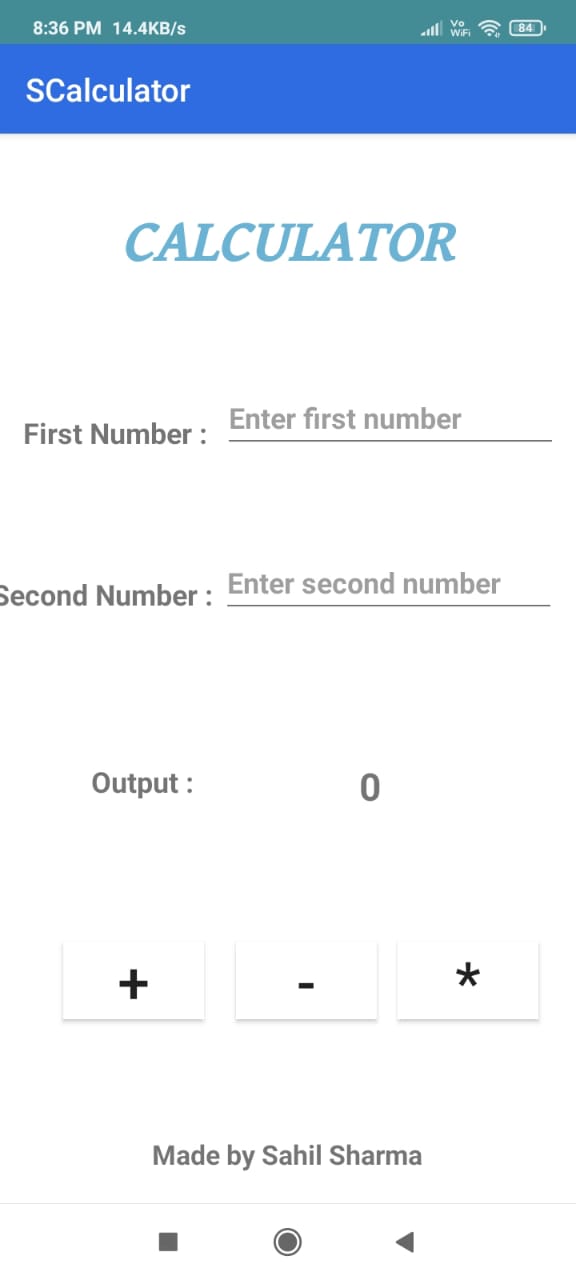 8:36 PM 14.4KB/s Vo WiFi 84
SCalculator
CALCULATOR
First Number : Enter first number
Second Number : Enter second number
Output : 0
+ - *
Made by Sahil Sharma